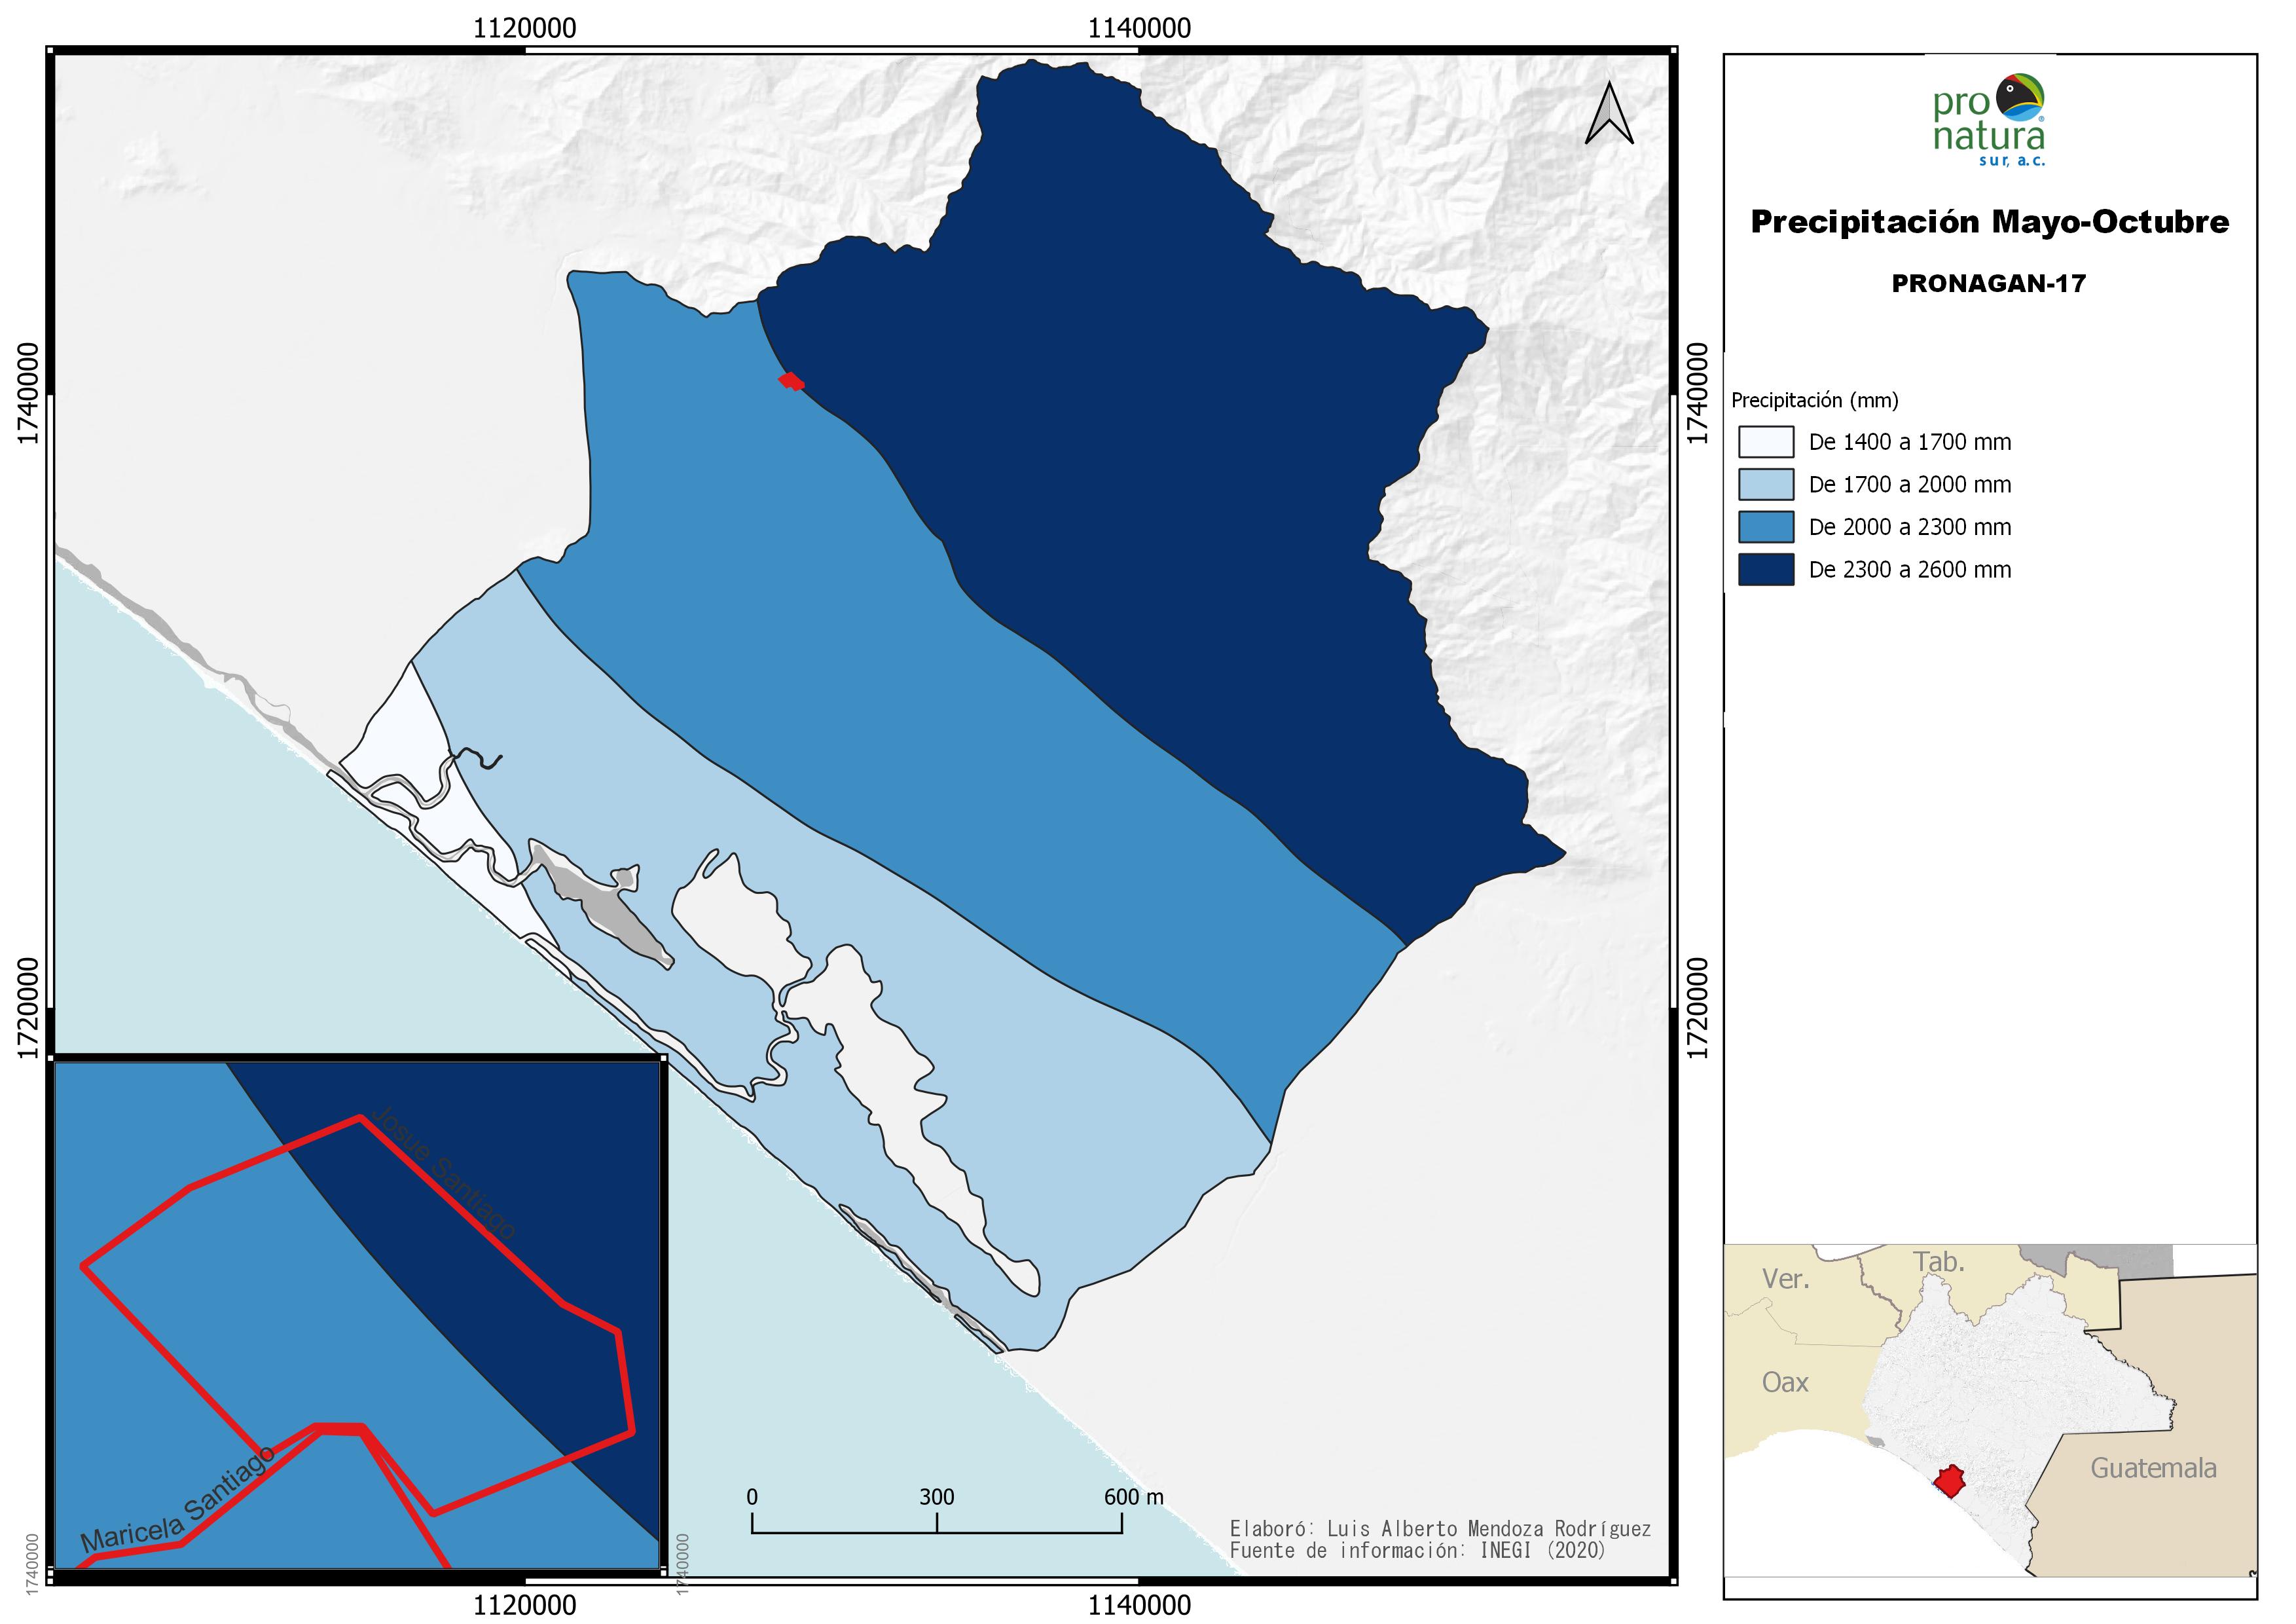 1120000
1140000
pro
natura
sur, a.c.
Precipitación Mayo-Octubre
PRONAGAN-17
1740000
1740000
Precipitación (mm)
De 1400 a 1700 mm
De 1700 a 2000 mm
De 2000 a 2300 mm
De 2300 a 2600 mm
1720000
1720000
Josue Santiago
Maricela Santiago
1740000
1740000
0
300
600 m
Elaboró: Luis Alberto Mendoza Rodríguez
Fuente de información: INEGI (2020)
Ver.
Tab.
Oax
Guatemala
1120000
1140000